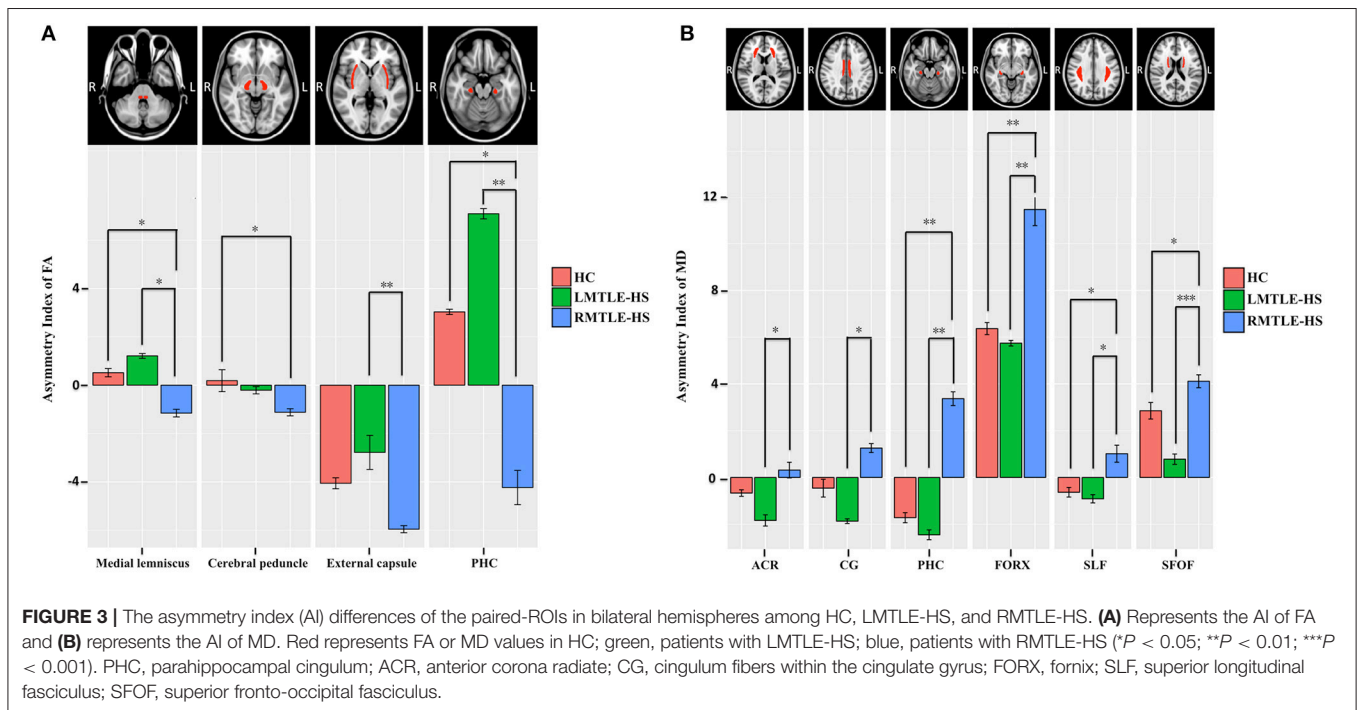 A
R L R L R L R L
* ** * * * **
4
0
-4
Asymmetry Index of FA
HC
LMTLE-HS
RMTLE-HS
Medial lemniscus Cerebral peduncle External capsule PHC
B
R L R L R L R L R L R L
** ** ** * *** * * * * **
12
8
4
0
Asymmetry Index of MD
HC
LMTLE-HS
RMTLE-HS
ACR CG PHC FORX SLF SFOF
FIGURE 3 | The asymmetry index (AI) differences of the paired-ROIs in bilateral hemispheres among HC, LMTLE-HS, and RMTLE-HS. (A) Represents the AI of FA
and (B) represents the AI of MD. Red represents FA or MD values in HC; green, patients with LMTLE-HS; blue, patients with RMTLE-HS (*P < 0.05; **P < 0.01; ***P
< 0.001). PHC, parahippocampal cingulum; ACR, anterior corona radiate; CG, cingulum fibers within the cingulate gyrus; FORX, fornix; SLF, superior longitudinal
fasciculus; SFOF, superior fronto-occipital fasciculus.